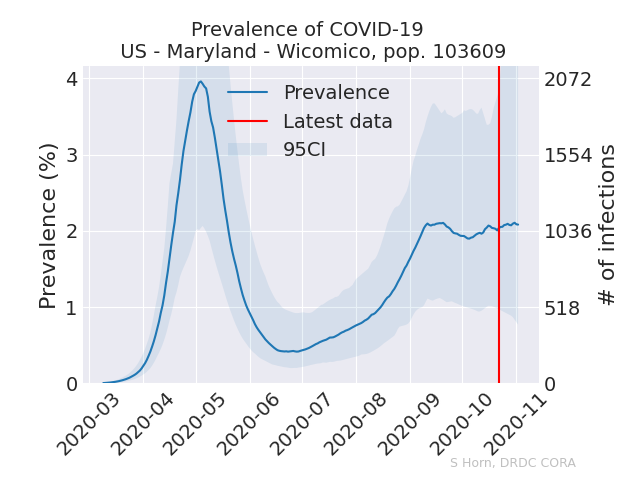 Prevalence of COVID-19
US - Maryland - Wicomico, pop. 103609
Prevalence
Latest data
95CI
Prevalence (%)
4
3
2
1
0
2072
1554
1036
518
0
# of infections
2020-03
2020-04
2020-05
2020-06
2020-07
2020-08
2020-09
2020-10
2020-11
S Horn, DRDC CORA